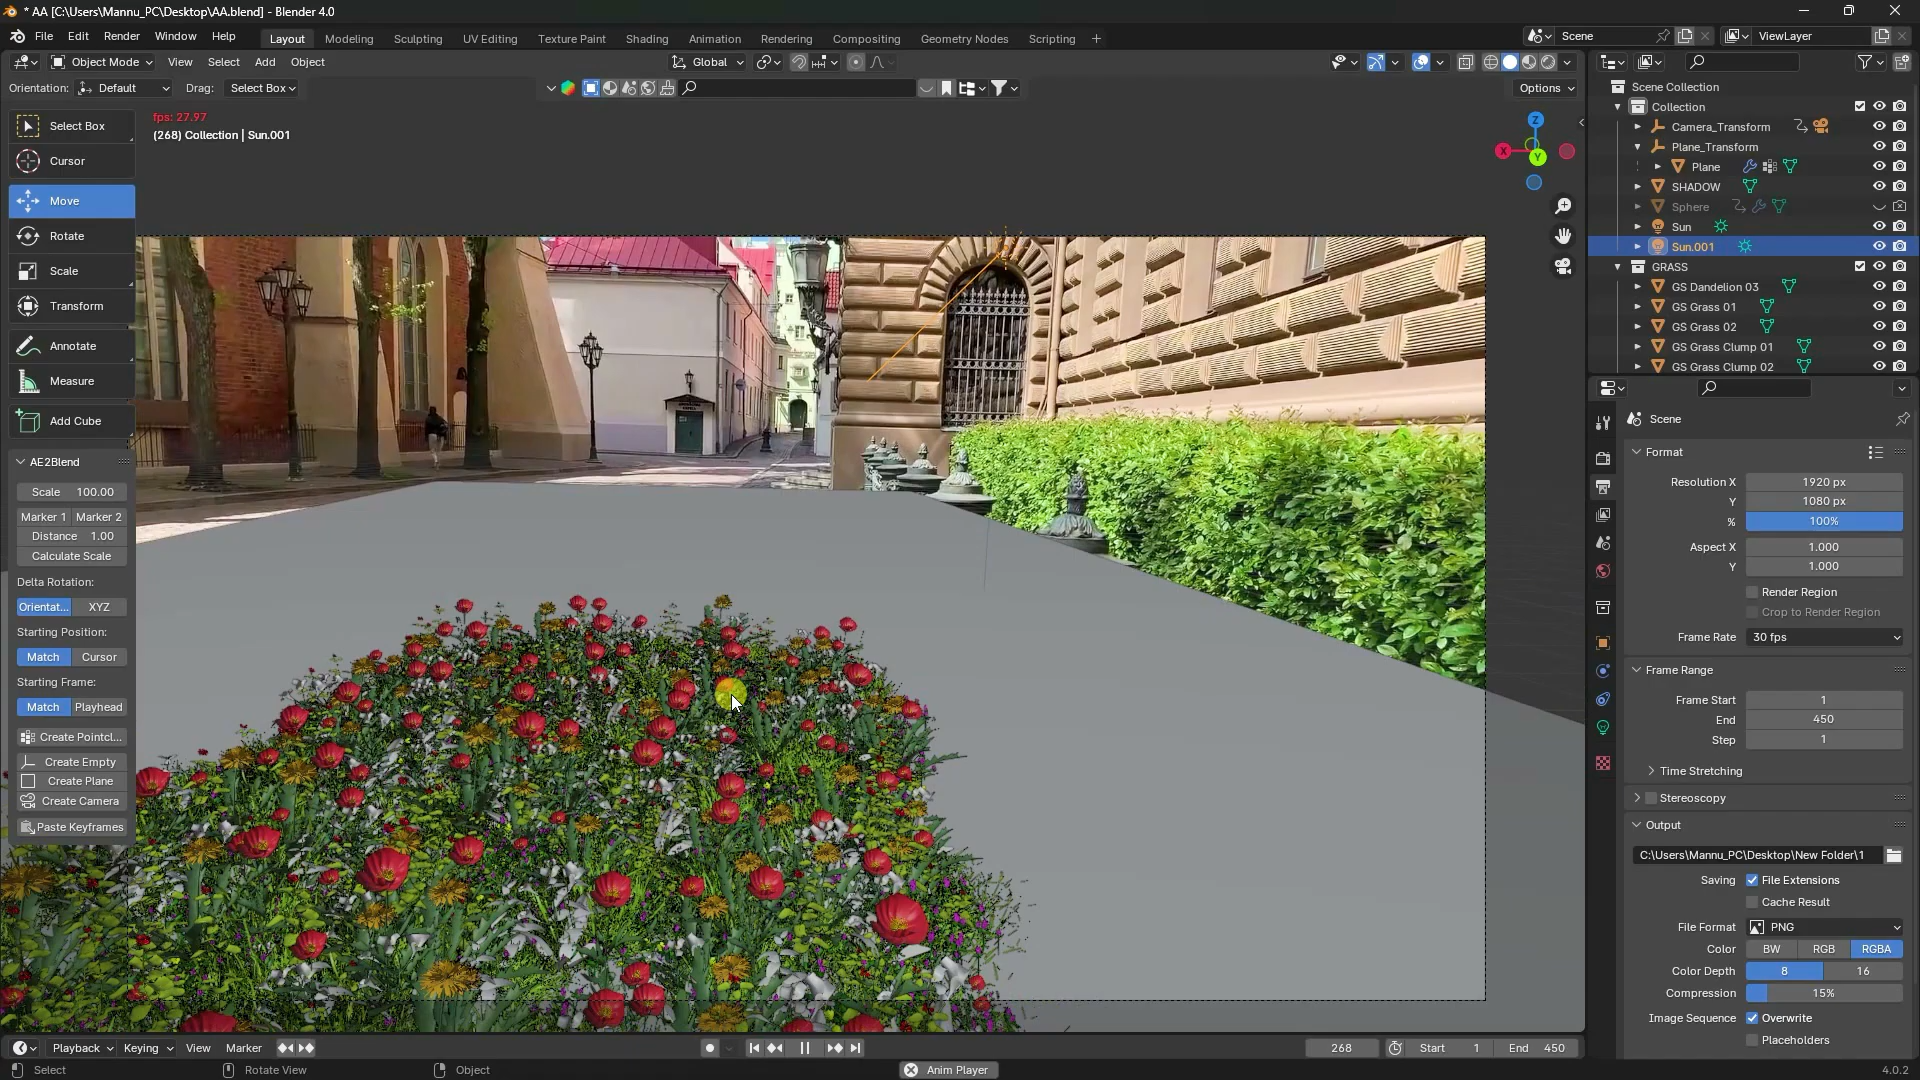 * AA [C:\Users\Mannu_PC\Desktop\AA.blend] - Blender 4.0
File Edit Render Window Help
Layout Modeling Sculpting UV Editing Texture Paint Shading Animation Rendering Compositing Geometry Nodes Scripting +
Scene
ViewLayer
Object Mode View Select Add Object
Global
Orientation: Default Drag: Select Box
Options
fps: 27.97
(268) Collection | Sun.001
Select Box
Cursor
Move
Rotate
Scale
Transform
Annotate
Measure
Add Cube
AE2Blend
Scale 100.00
Marker 1 Marker 2
Distance 1.00
Calculate Scale
Delta Rotation:
Orientat... XYZ
Starting Position:
Match Cursor
Starting Frame:
Match Playhead
Create Pointcl...
Create Empty
Create Plane
Create Camera
Paste Keyframes
Z
X
Y
Scene Collection
Collection
Camera_Transform
Plane_Transform
Plane
SHADOW
Sphere
Sun
Sun.001
GRASS
GS Dandelion 03
GS Grass 01
GS Grass 02
GS Grass Clump 01
GS Grass Clump 02
Scene
Format
Resolution X 1920 px
Y 1080 px
% 100%
Aspect X 1.000
Y 1.000
Render Region
Crop to Render Region
Frame Rate 30 fps
Frame Range
Frame Start 1
End 450
Step 1
Time Stretching
Stereoscopy
Output
C:\Users\Mannu_PC\Desktop\New Folder\1
Saving File Extensions
Cache Result
File Format PNG
Color BW RGB RGBA
Color Depth 8 16
Compression 15%
Image Sequence Overwrite
Placeholders
Playback Keying View Marker
268 Start 1 End 450
Select Rotate View Object Anim Player 4.0.2